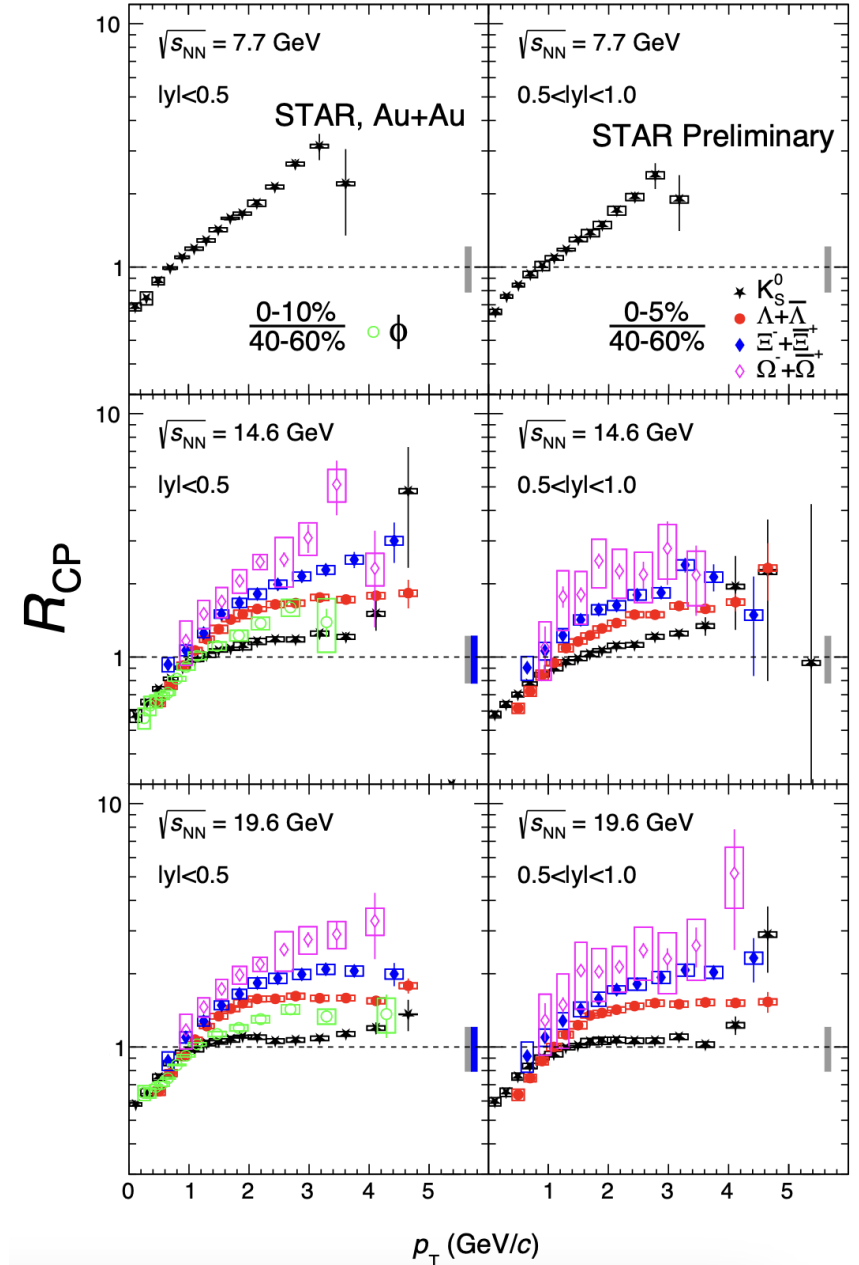 10
√sNN = 7.7 GeV
|y|<0.5
STAR, Au+Au
1
0-10%
40-60%
ϕ
√sNN = 7.7 GeV
0.5<|y|<1.0
STAR Preliminary
0-5%
40-60%
K⁰S
Λ+Λ̅
Ξ⁻+Ξ̅⁺
Ω⁻+Ω̅⁺
RCP
10
√sNN = 14.6 GeV
|y|<0.5
1
√sNN = 14.6 GeV
0.5<|y|<1.0
10
√sNN = 19.6 GeV
|y|<0.5
1
√sNN = 19.6 GeV
0.5<|y|<1.0
0 1 2 3 4 5
1 2 3 4 5
pT (GeV/c)